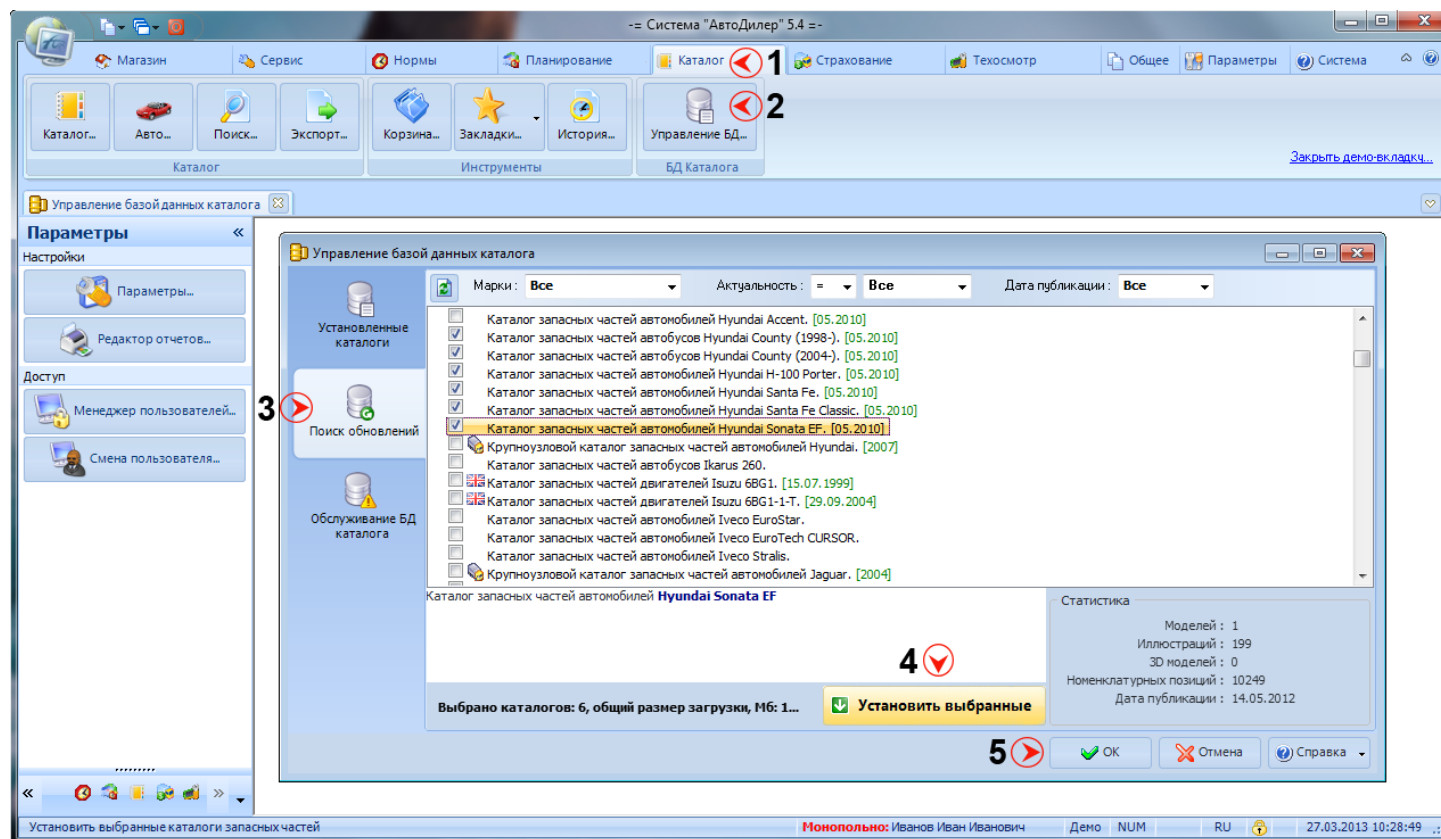 -= Система "АвтоДилер" 5.4 =-
Магазин Сервис Нормы Планирование Каталог 1 Страхование Техосмотр Общее Параметры Система
Каталог... Авто... Поиск... Экспорт... Корзина... Закладки... История... Управление БД... 2
Каталог Инструменты БД Каталога
Закрыть демо-вкладку...
Управление базой данных каталога
Параметры «
Настройки
Параметры...
Редактор отчетов...
Доступ
Менеджер пользователей...
Смена пользователя...
Управление базой данных каталога
Установленные
каталоги
3
Поиск обновлений
Обслуживание БД
каталога
Марки: Все Актуальность: = Все Дата публикации: Все
Каталог запасных частей автомобилей Hyundai Accent. [05.2010]
Каталог запасных частей автобусов Hyundai County (1998-). [05.2010]
Каталог запасных частей автобусов Hyundai County (2004-). [05.2010]
Каталог запасных частей автомобилей Hyundai H-100 Porter. [05.2010]
Каталог запасных частей автомобилей Hyundai Santa Fe. [05.2010]
Каталог запасных частей автомобилей Hyundai Santa Fe Classic. [05.2010]
Каталог запасных частей автомобилей Hyundai Sonata EF. [05.2010]
Крупноузловой каталог запасных частей автомобилей Hyundai. [2007]
Каталог запасных частей автобусов Ikarus 260.
Каталог запасных частей двигателей Isuzu 6BG1. [15.07.1999]
Каталог запасных частей двигателей Isuzu 6BG1-1-T. [29.09.2004]
Каталог запасных частей автомобилей Iveco EuroStar.
Каталог запасных частей автомобилей Iveco EuroTech CURSOR.
Каталог запасных частей автомобилей Iveco Stralis.
Крупноузловой каталог запасных частей автомобилей Jaguar. [2004]
Каталог запасных частей автомобилей Hyundai Sonata EF
Статистика
Моделей : 1
Иллюстраций : 199
3D моделей : 0
Номенклатурных позиций : 10249
Дата публикации : 14.05.2012
4
Выбрано каталогов: 6, общий размер загрузки, Мб: 1...
Установить выбранные
5 OK Отмена Справка
« »
Установить выбранные каталоги запасных частей
Монопольно: Иванов Иван Иванович Демо NUM RU 27.03.2013 10:28:49